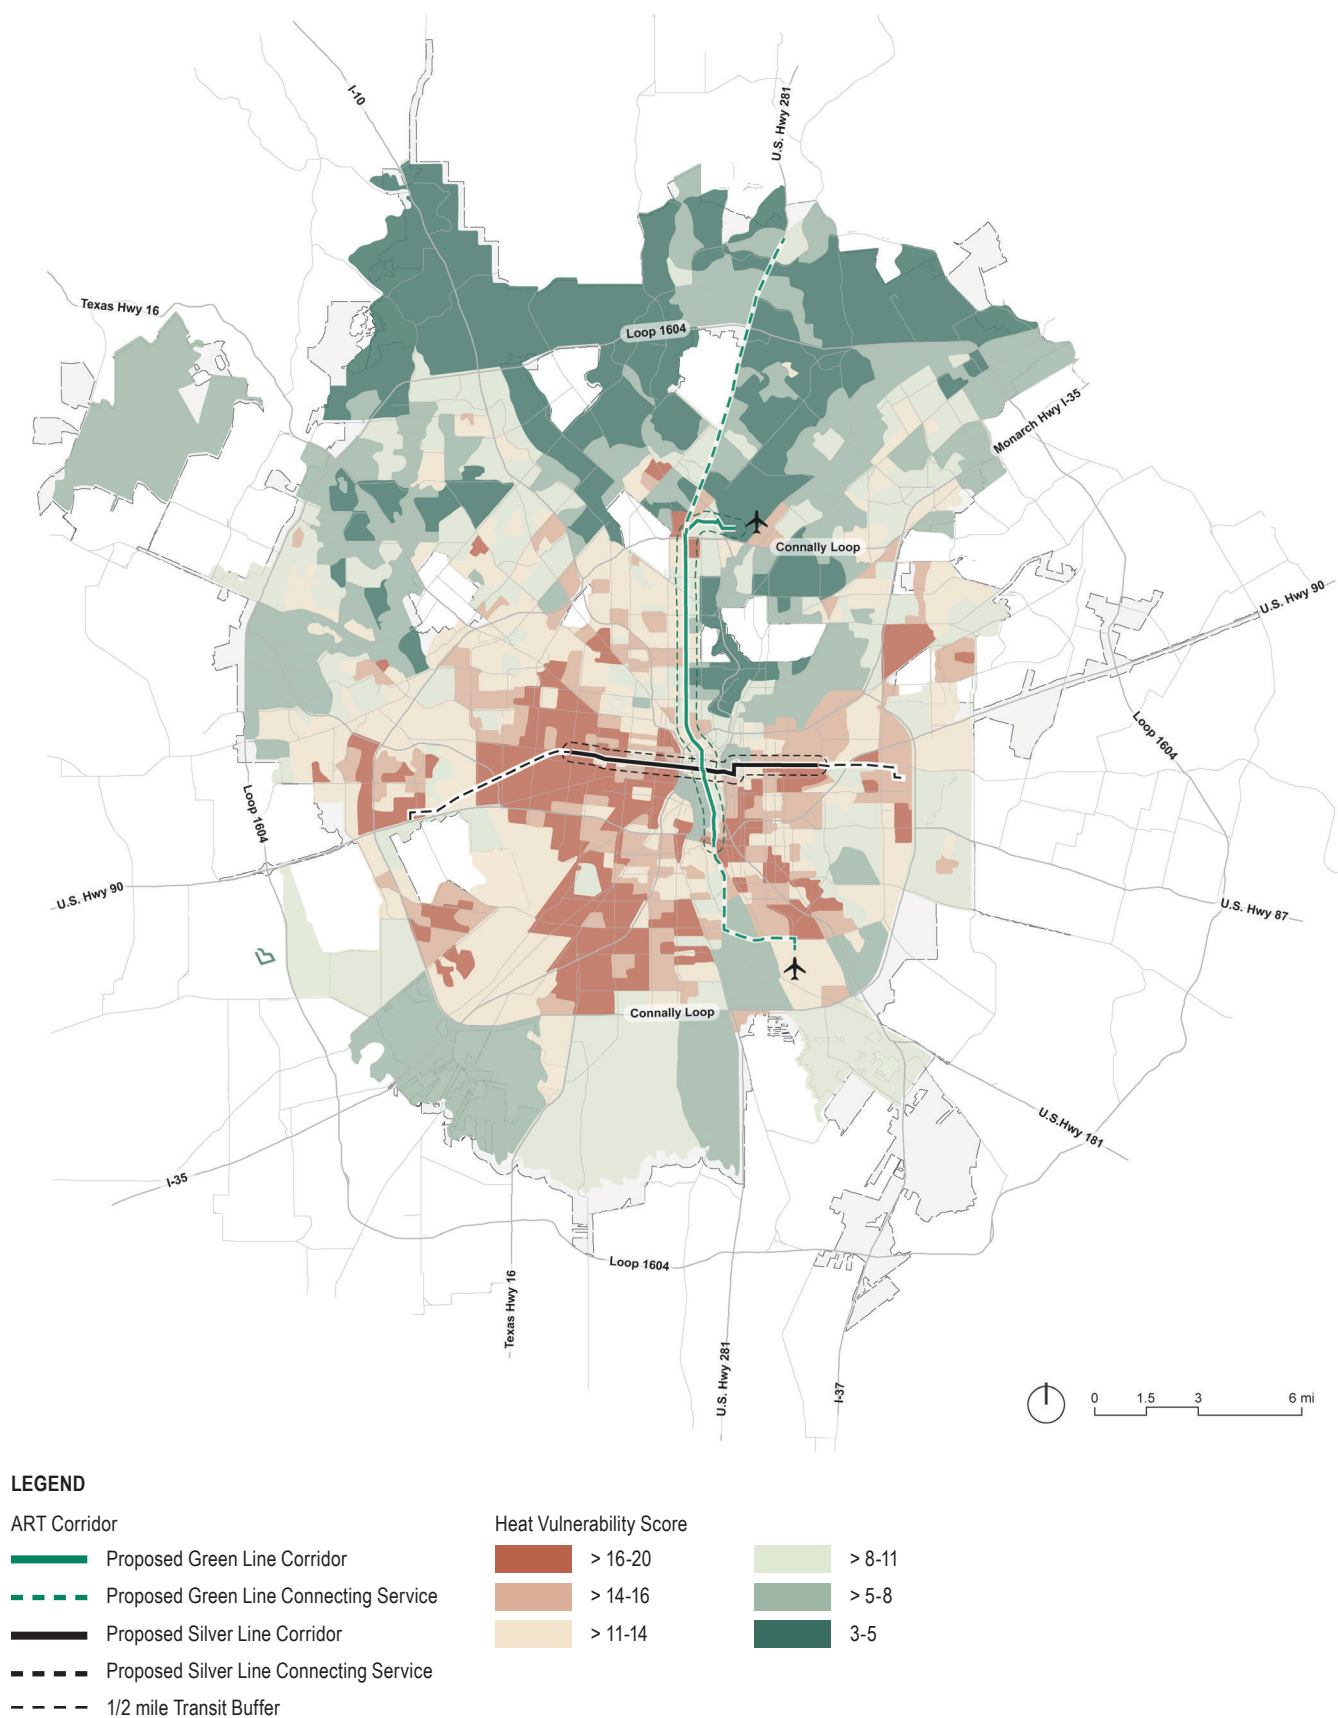 I-10
U.S. Hwy 281
Texas Hwy 16
Loop 1604
Monarch Hwy I-35
Connally Loop
U.S. Hwy 90
Loop 1604
Loop 1604
U.S. Hwy 90
U.S. Hwy 87
Connally Loop
U.S.Hwy 181
I-35
Loop 1604
Texas Hwy 16
U.S. Hwy 281
I-37
0 1.5 3 6 mi
LEGEND
ART Corridor
Proposed Green Line Corridor
Proposed Green Line Connecting Service
Proposed Silver Line Corridor
Proposed Silver Line Connecting Service
1/2 mile Transit Buffer
Heat Vulnerability Score
> 16-20
> 14-16
> 11-14
> 8-11
> 5-8
3-5